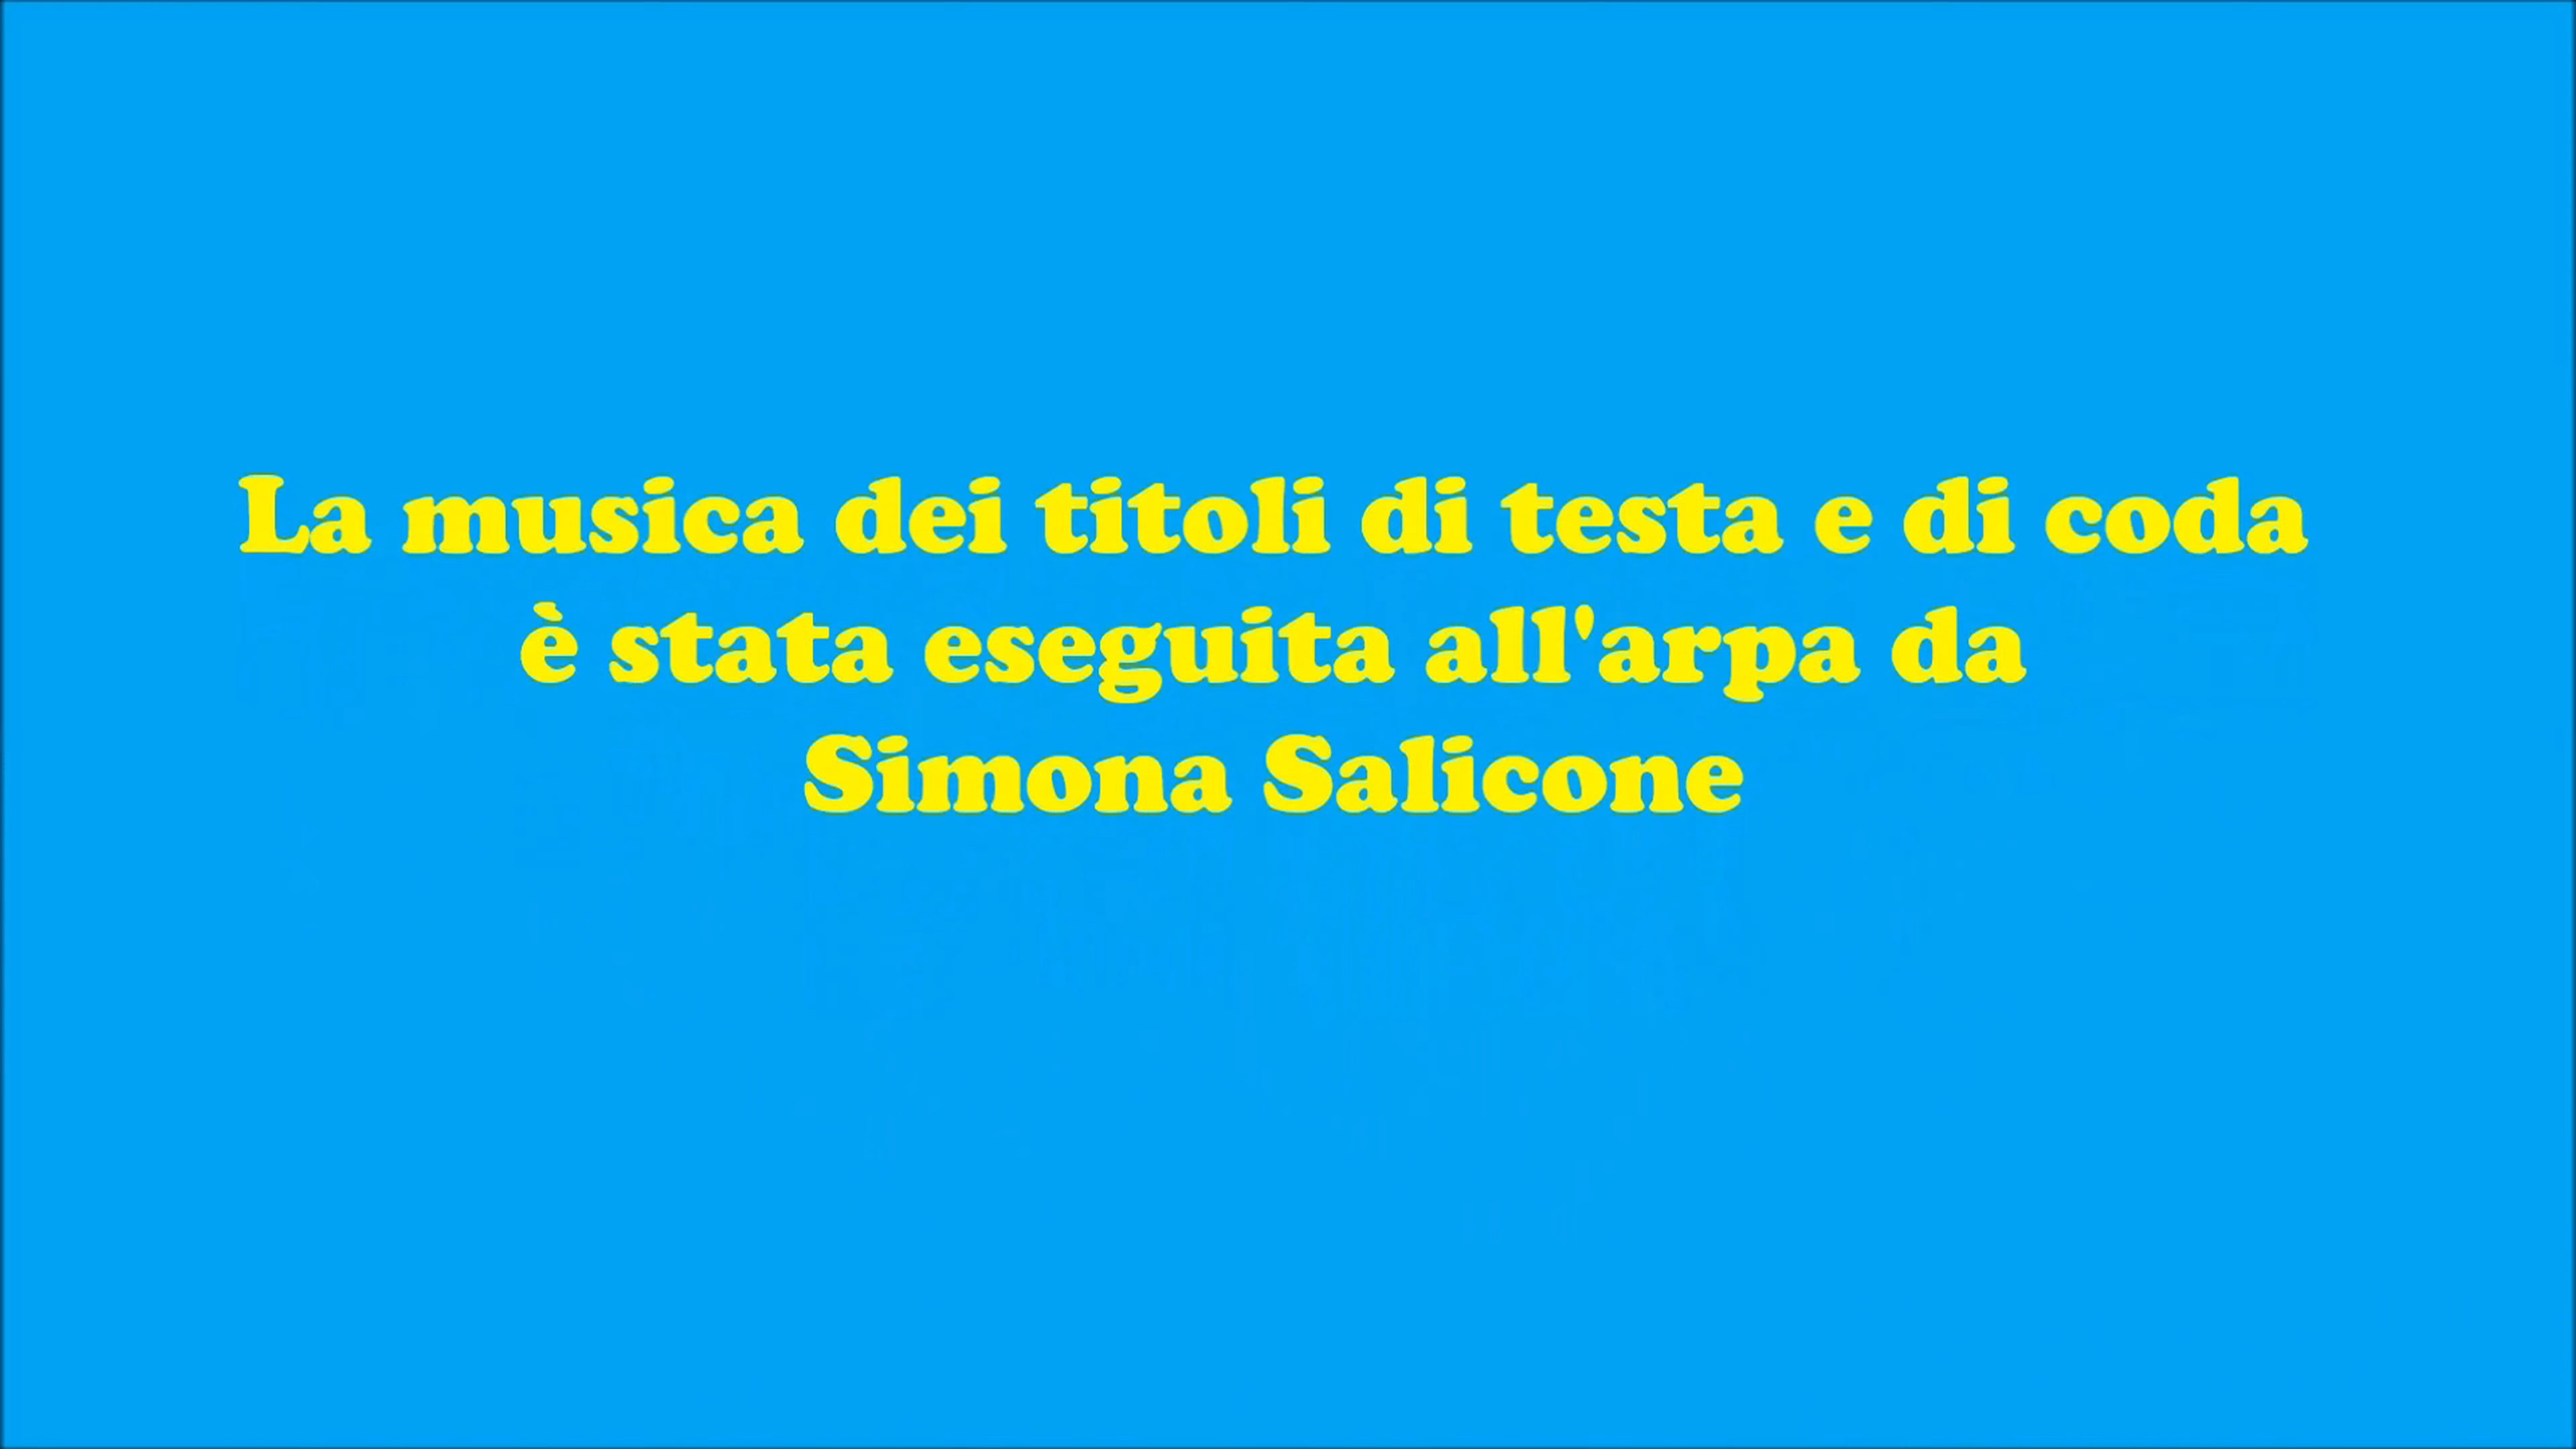 La musica dei titoli di testa e di coda
è stata eseguita all'arpa da
Simona Salicone